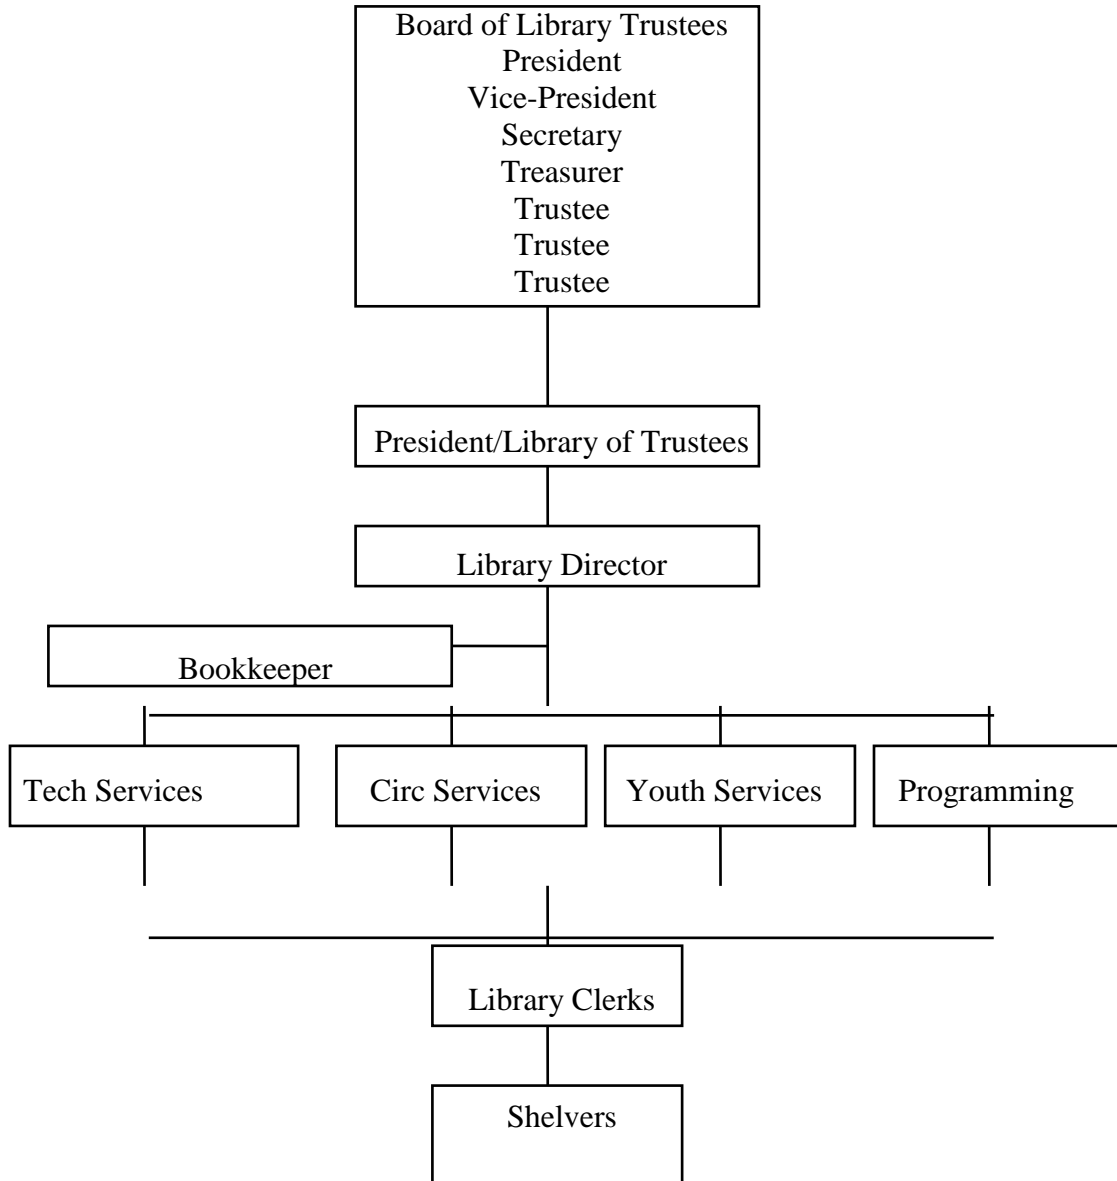 Board of Library Trustees
President
Vice-President
Secretary
Treasurer
Trustee
Trustee
Trustee
President/Library of Trustees
Library Director
Bookkeeper
Tech Services
Circ Services
Youth Services
Programming
Library Clerks
Shelvers